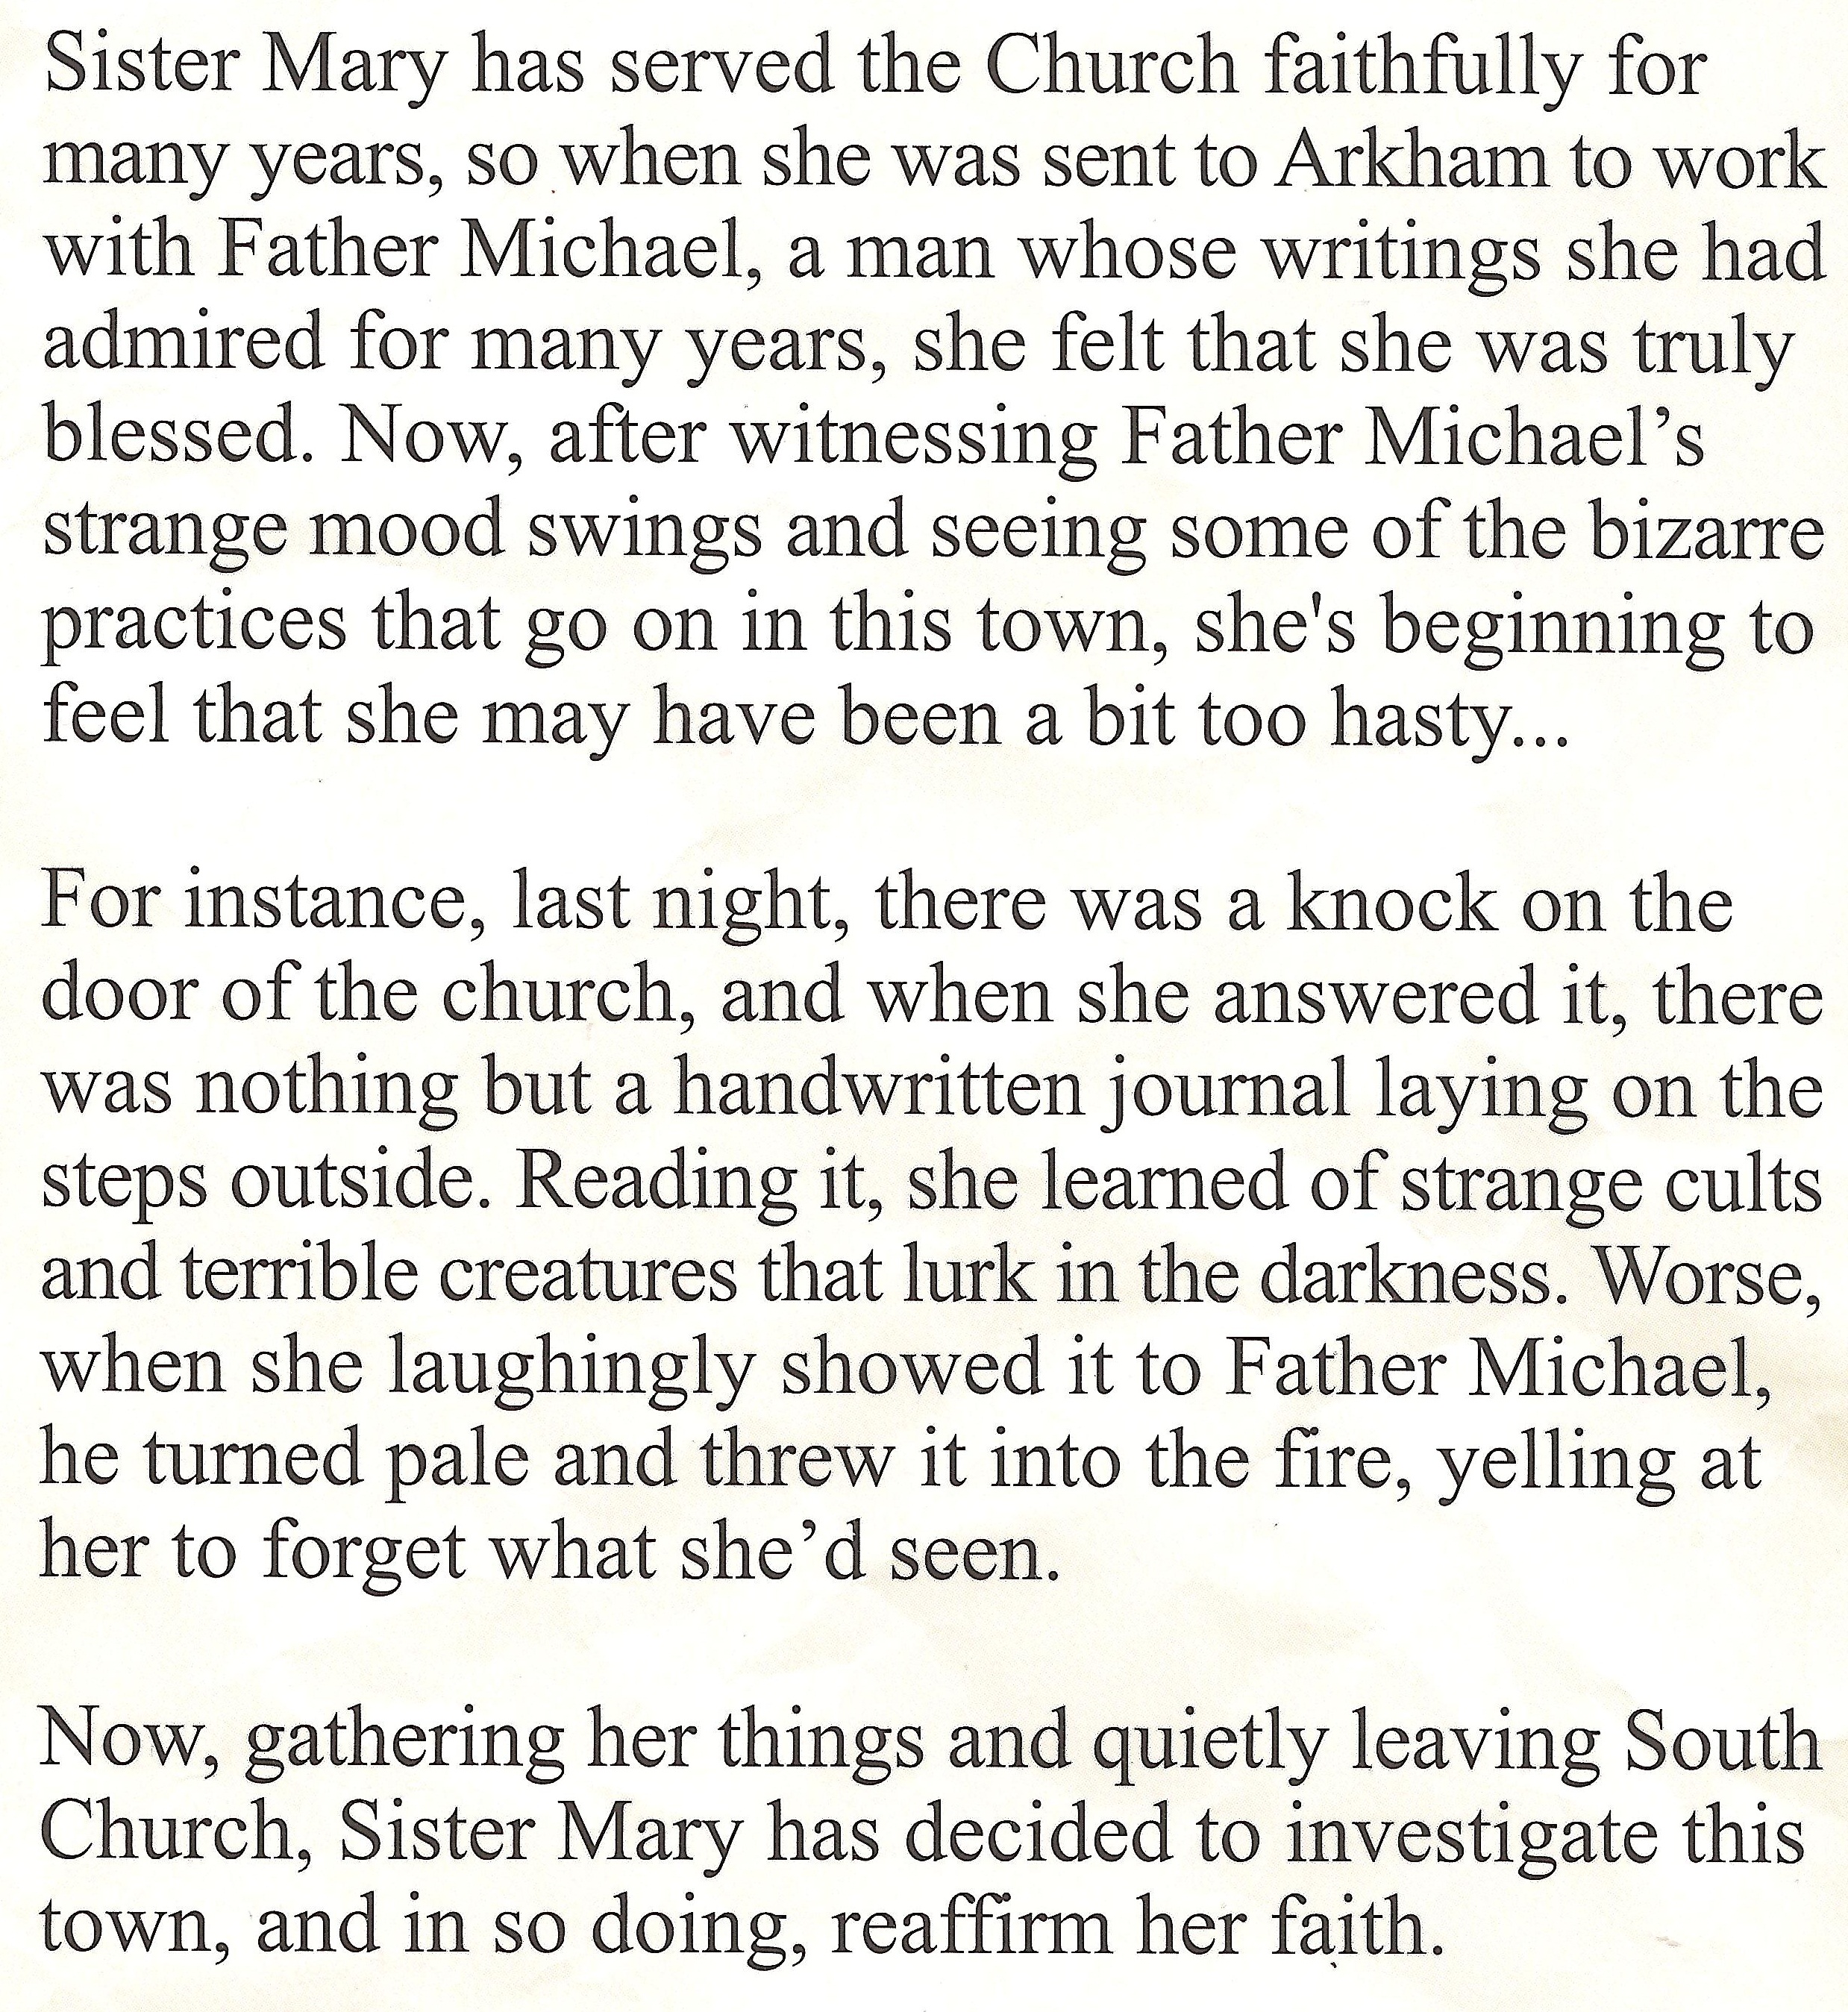 Sister Mary has served the Church faithfully for
many years, so when she was sent to Arkham to work
with Father Michael, a man whose writings she had
admired for many years, she felt that she was truly
blessed. Now, after witnessing Father Michael’s
strange mood swings and seeing some of the bizarre
practices that go on in this town, she's beginning to
feel that she may have been a bit too hasty...
For instance, last night, there was a knock on the
door of the church, and when she answered it, there
was nothing but a handwritten journal laying on the
steps outside. Reading it, she learned of strange cults
and terrible creatures that lurk in the darkness. Worse,
when she laughingly showed it to Father Michael,
he turned pale and threw it into the fire, yelling at
her to forget what she’d seen.
Now, gathering her things and quietly leaving South
Church, Sister Mary has decided to investigate this
town, and in so doing, reaffirm her faith.